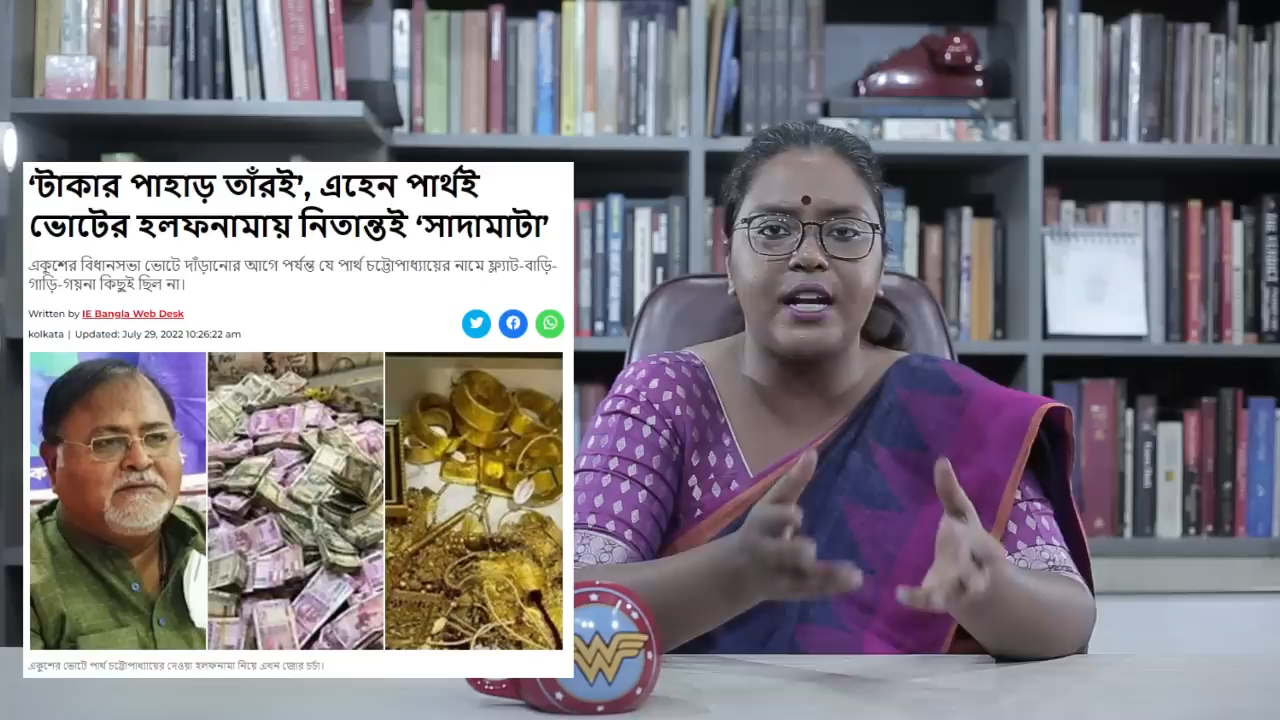 ‘টাকার পাহাড় তাঁরই’, এহেন পার্থই
ভোটের হলফনামায় নিতান্তই ‘সাদামাটা’
একুশের বিধানসভা ভোটে দাঁড়ানোর আগে পর্যন্ত যে পার্থ চট্টোপাধ্যায়ের নামে ফ্ল্যাট-বাড়ি-
গাড়ি-গয়না কিছুই ছিল না।
Written by IE Bangla Web Desk
kolkata | Updated: July 29, 2022 10:26:22 am
একুশের ভোটে পার্থ চট্টোপাধ্যায়ের দেওয়া হলফনামা নিয়ে এখন জোর চর্চা।